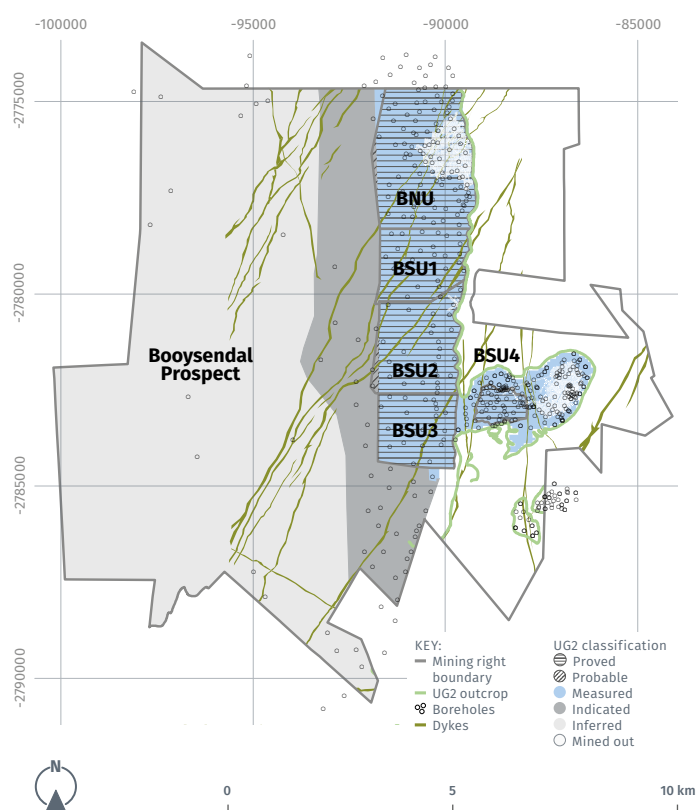 -100000 -95000 -90000 -85000
-2775000
-2780000
-2785000
-2790000
BNU
BSU1
BSU2
BSU3
BSU4
Booysendal
Prospect
KEY:
Mining right
boundary
UG2 outcrop
Boreholes
Dykes
UG2 classification
Proved
Probable
Measured
Indicated
Inferred
Mined out
N
0 5 10 km